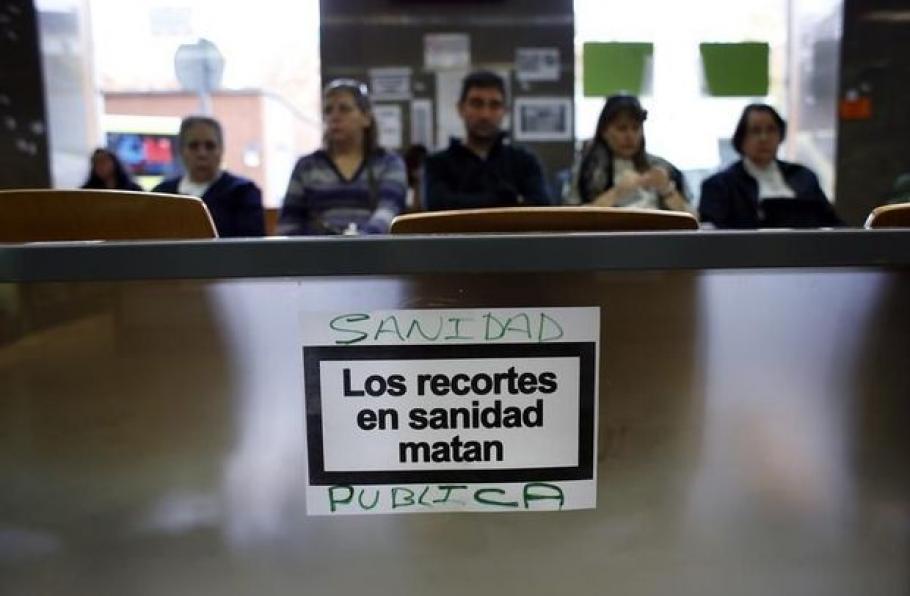 SANIDAD
Los recortes
en sanidad
matan
PUBLICA